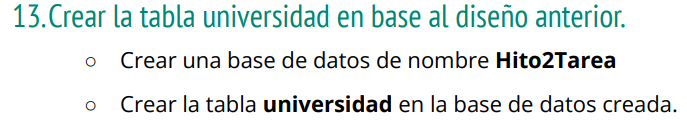 13.Crear la tabla universidad en base al diseño anterior.
○ Crear una base de datos de nombre Hito2Tarea
○ Crear la tabla universidad en la base de datos creada.